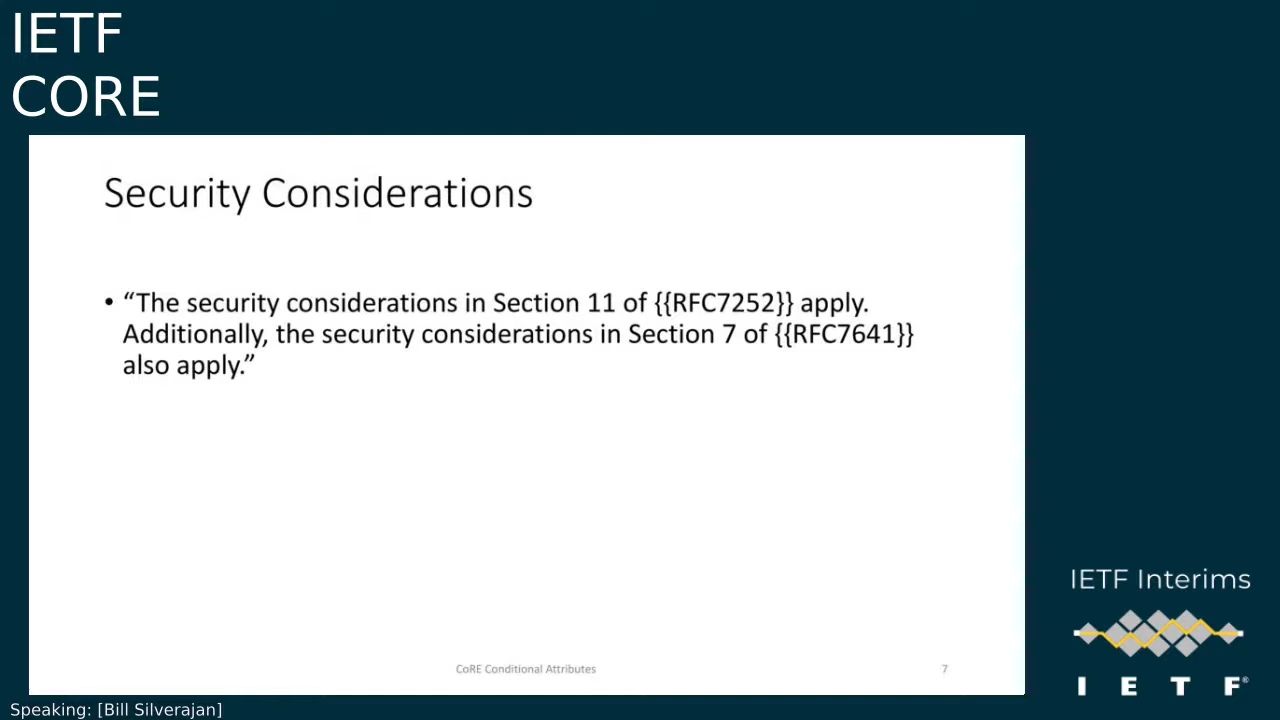 IETF
CORE
Security Considerations
• “The security considerations in Section 11 of {{RFC7252}} apply.
Additionally, the security considerations in Section 7 of {{RFC7641}}
also apply.”
CoRE Conditional Attributes
7
IETF Interims
I E T F®
Speaking: [Bill Silverajan]